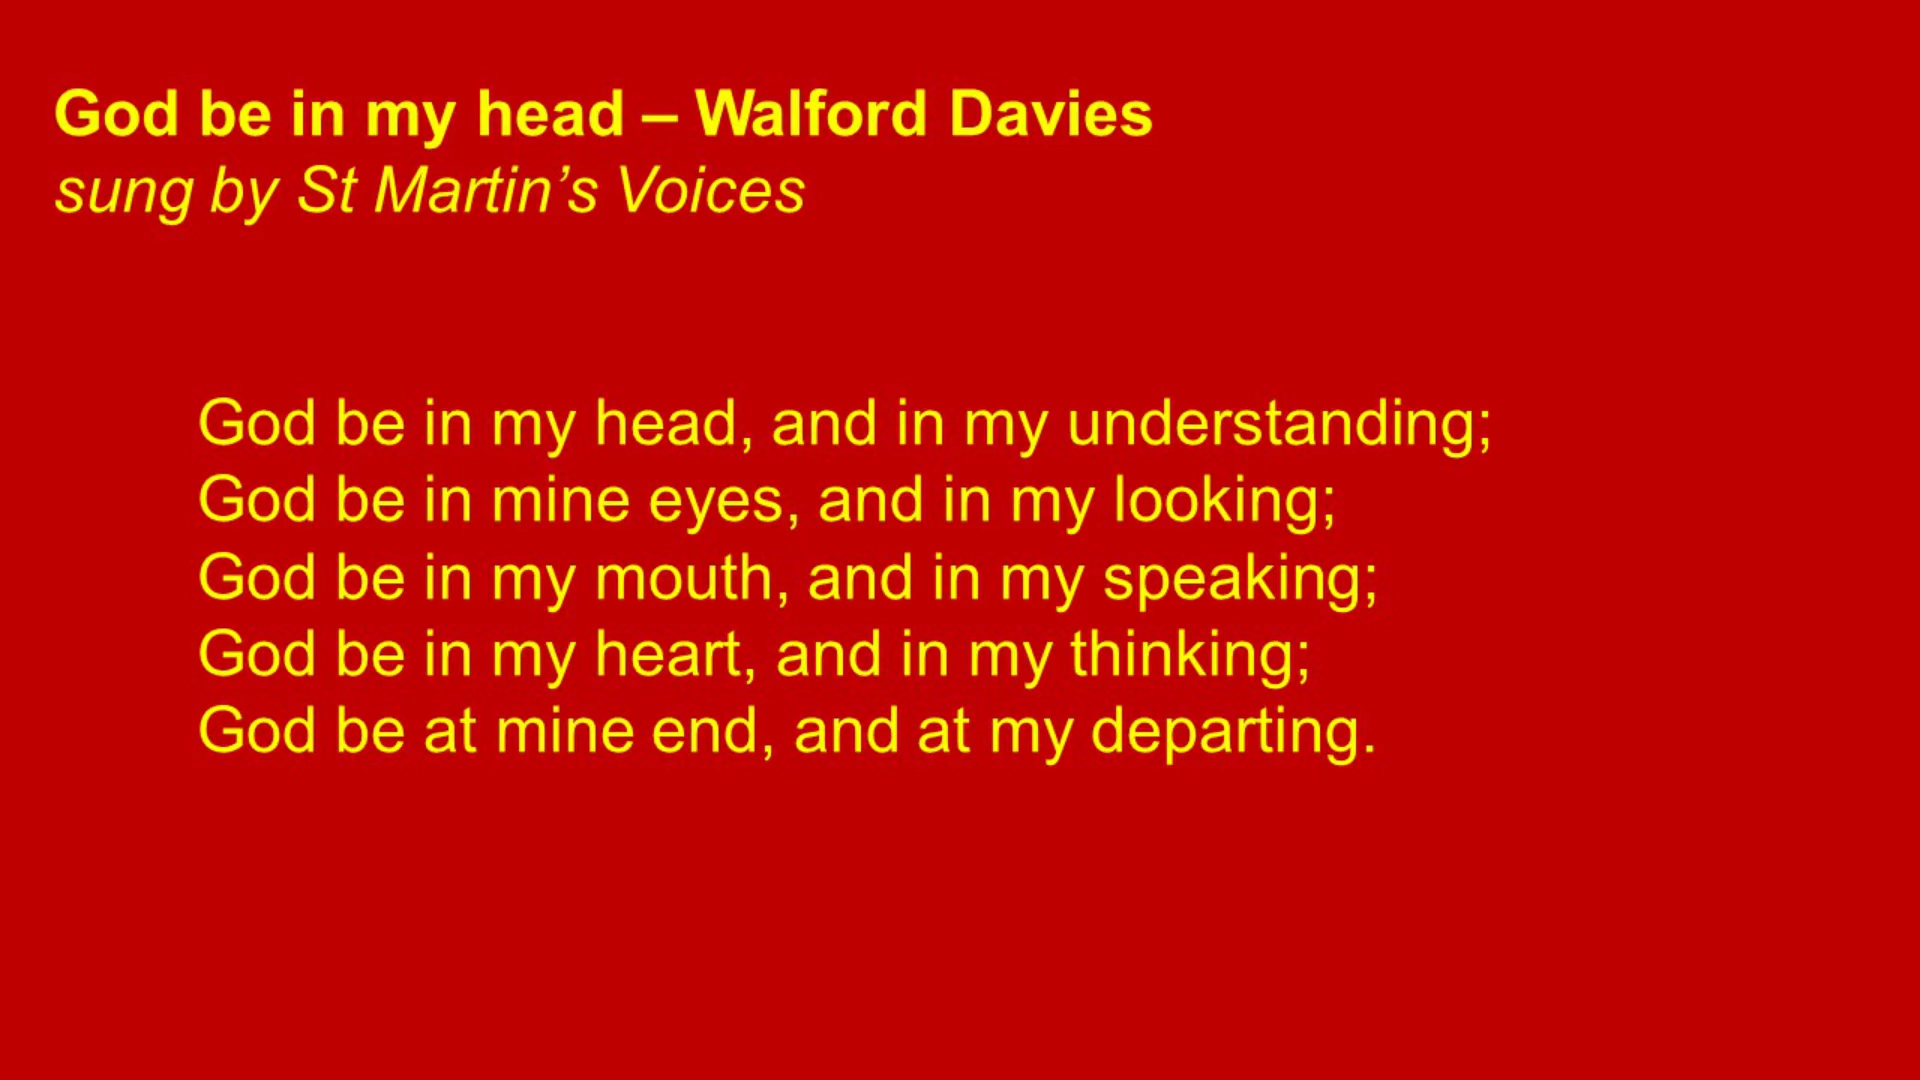 God be in my head – Walford Davies
sung by St Martin’s Voices
God be in my head, and in my understanding;
God be in mine eyes, and in my looking;
God be in my mouth, and in my speaking;
God be in my heart, and in my thinking;
God be at mine end, and at my departing.